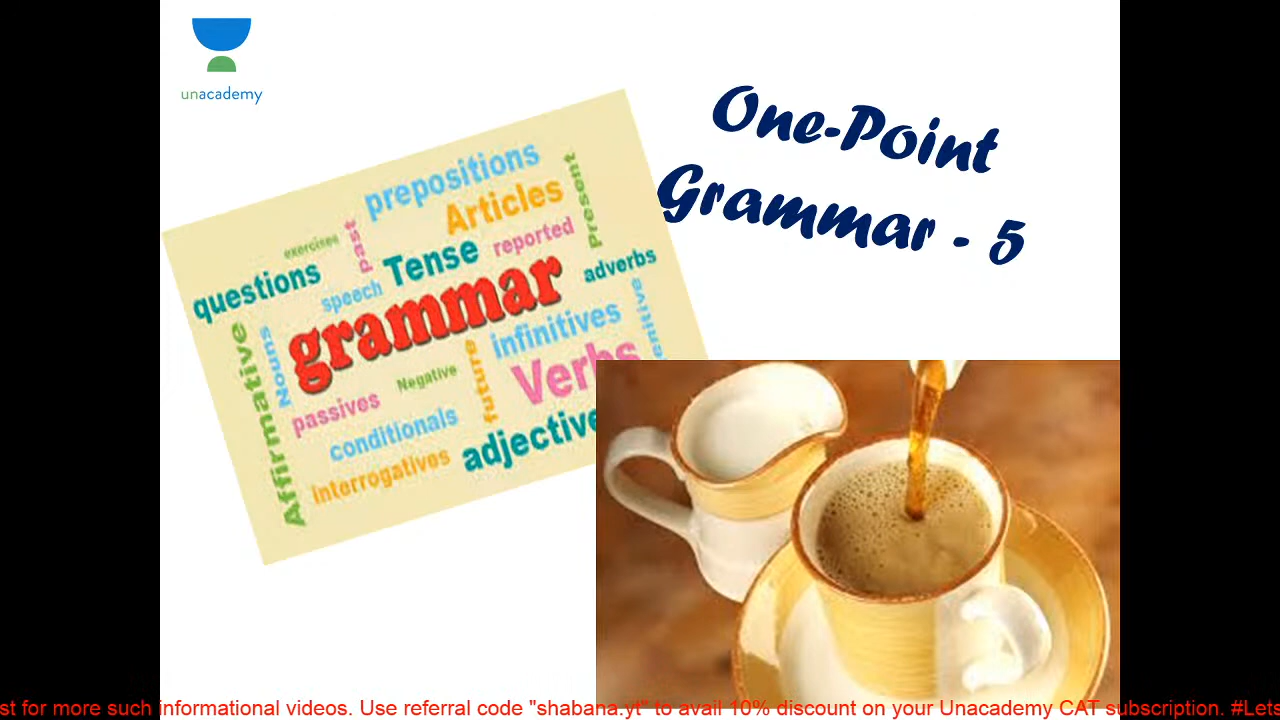 unacademy
One-Point
Grammar - 5
prepositions
Articles
Present
exercises
past
Tense
reported
questions
speech
adverbs
grammar
infinitives
Affirmative
Nouns
Negative
future
Verbs
passives
conditionals
interrogatives
st for more such informational videos. Use referral code "shabana.yt" to avail 10% discount on your Unacademy CAT subscription. #Lets